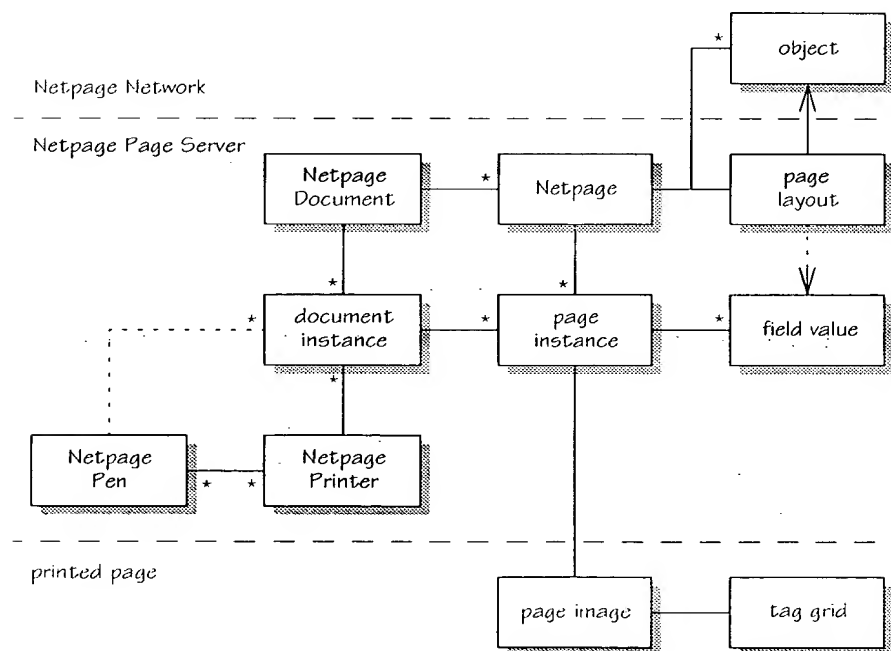 *
object
Netpage Network
Netpage Page Server
Netpage
Document
*
Netpage
page
layout
*
*
*
document
instance
*
page
instance
*
field value
*
Netpage
Pen
*
*
Netpage
Printer
printed page
page image
tag grid